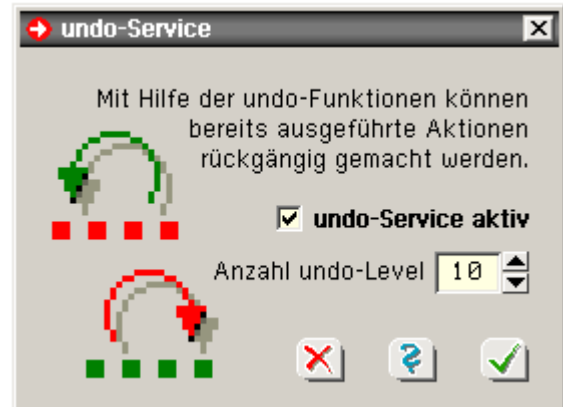 undo-Service
Mit Hilfe der undo-Funktionen können
bereits ausgeführte Aktionen
rückgängig gemacht werden.
undo-Service aktiv
Anzahl undo-Level 10